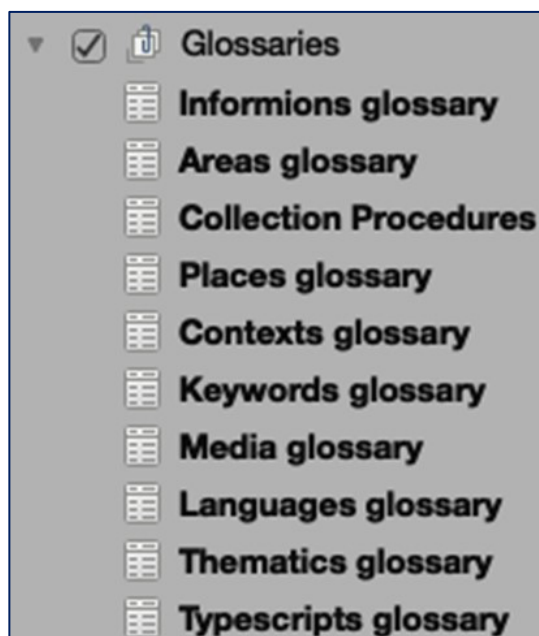 Glossaries
Informions glossary
Areas glossary
Collection Procedures
Places glossary
Contexts glossary
Keywords glossary
Media glossary
Languages glossary
Thematics glossary
Typescripts glossary